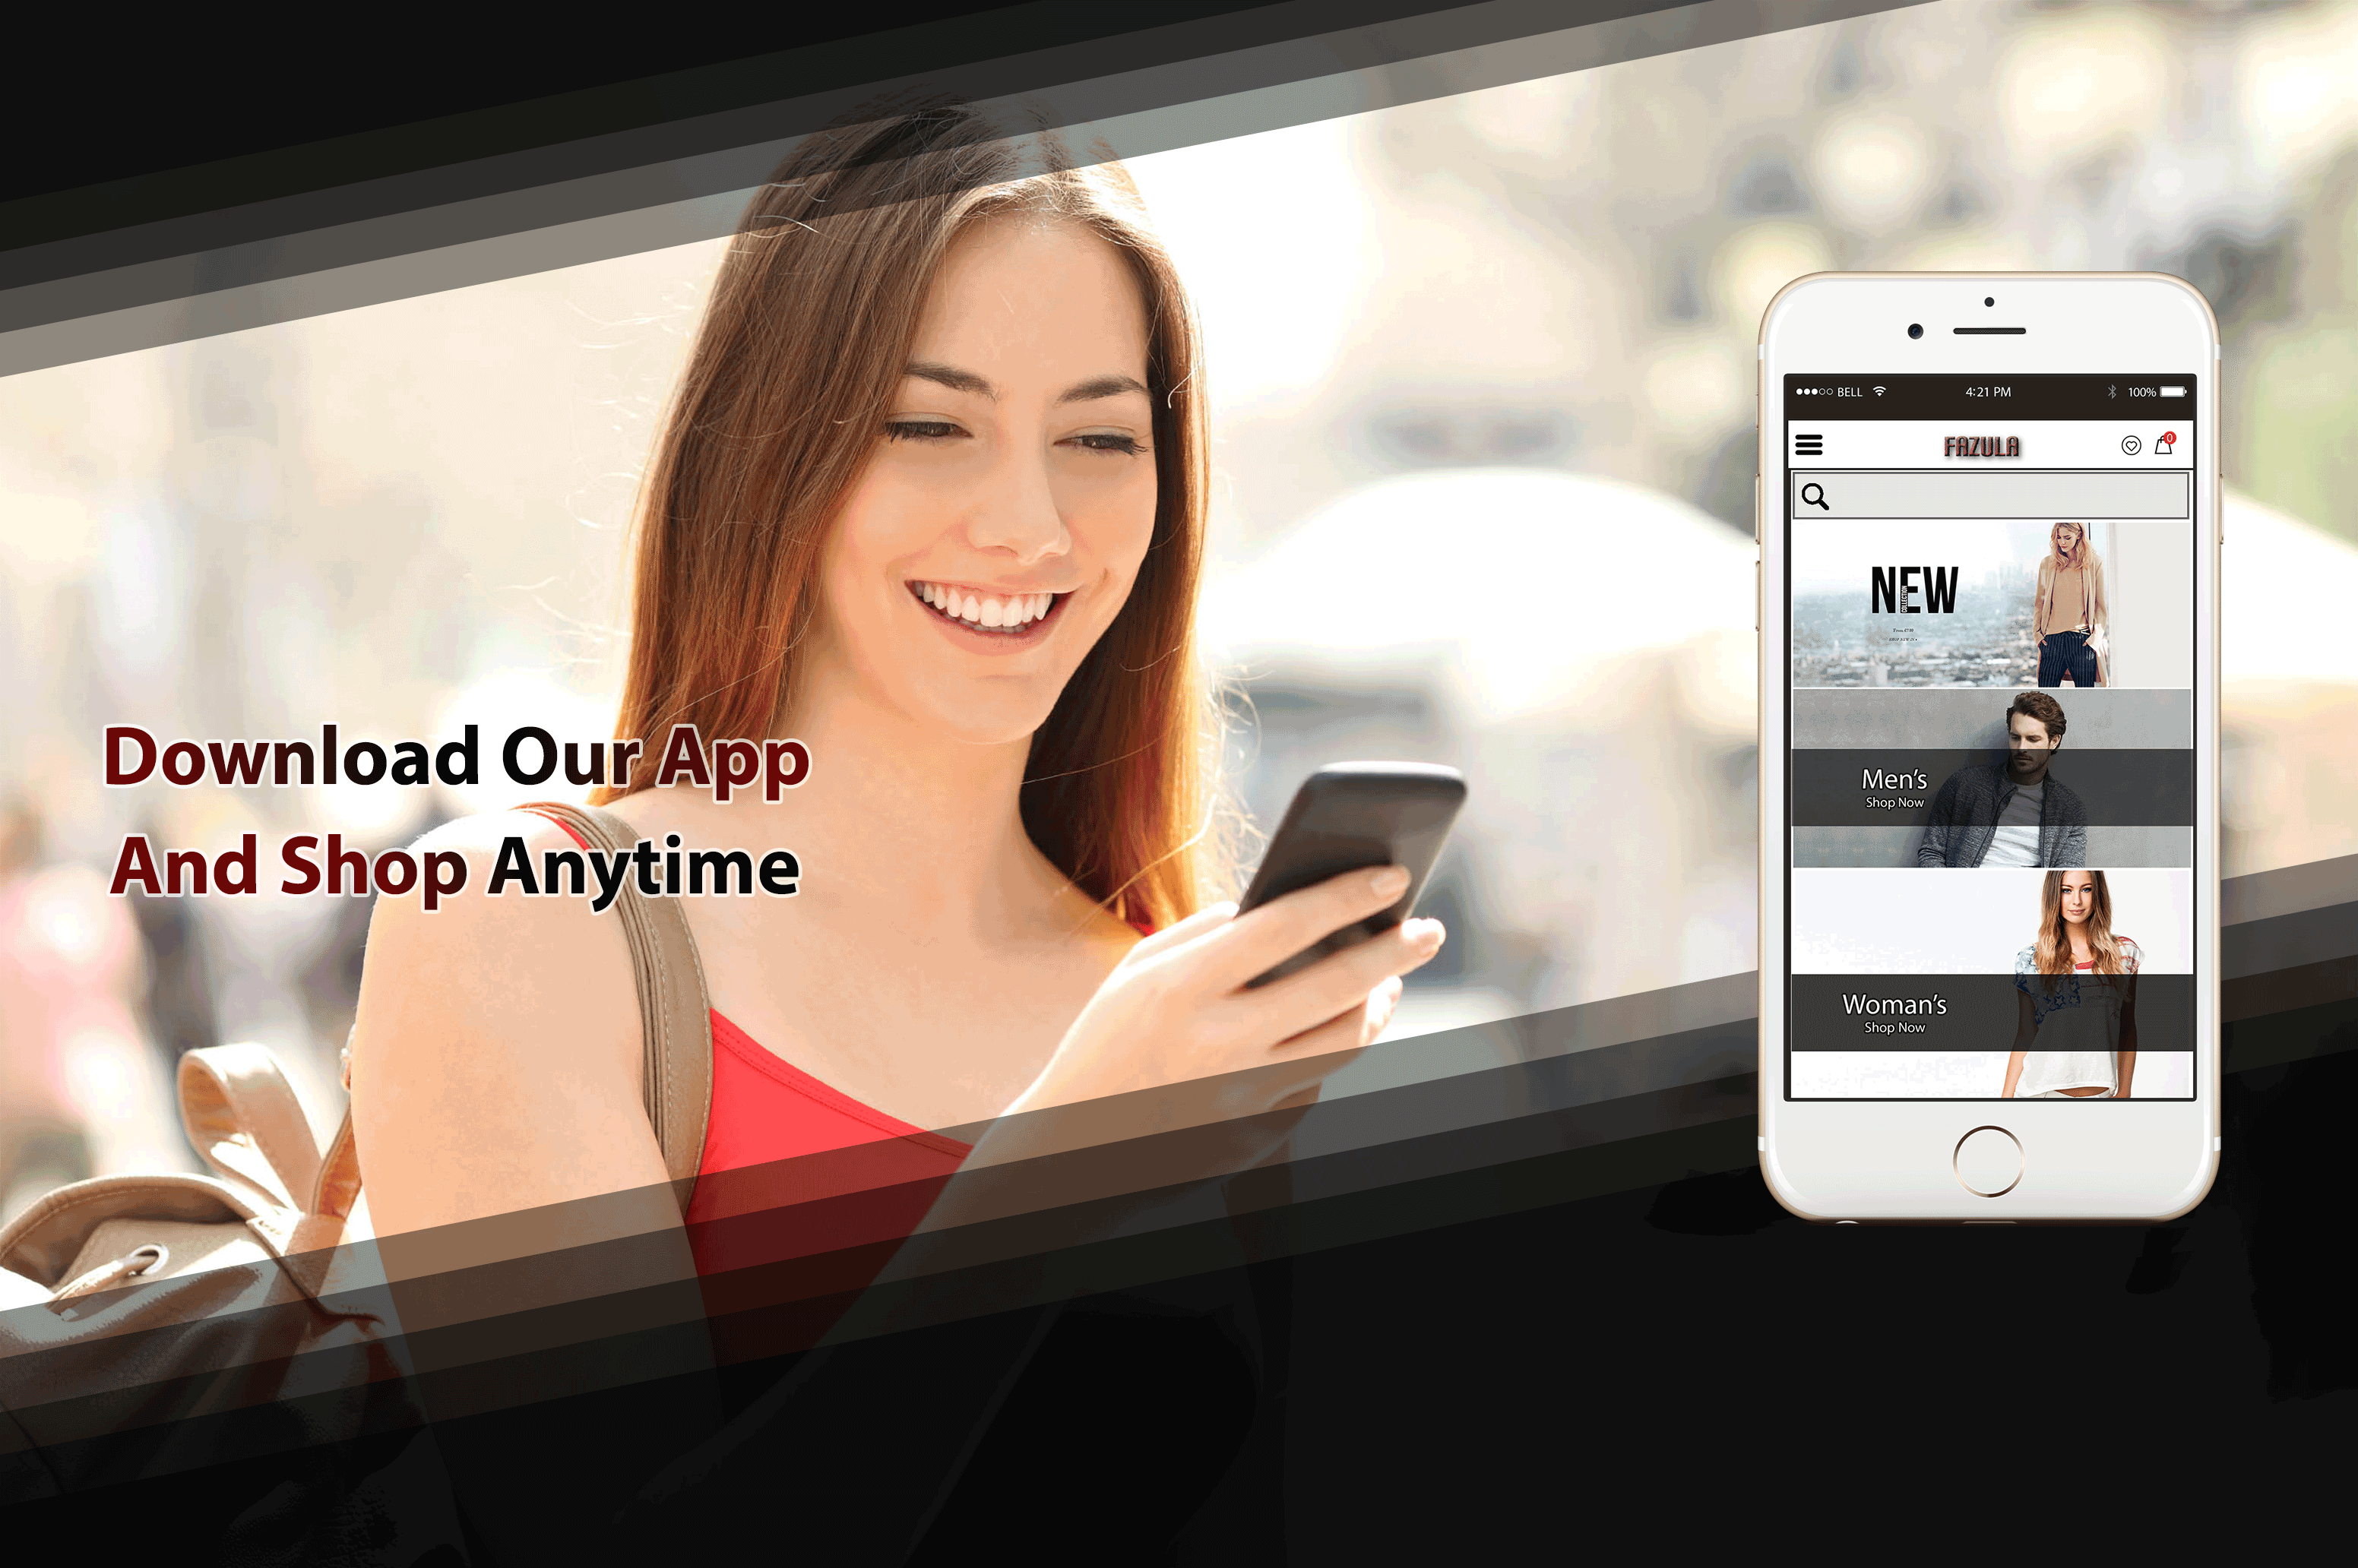 Download Our App
And Shop Anytime
BELL 4:21 PM 100%
FAZULA
0
NEW
COLLECTION
Men's
Shop Now
Woman's
Shop Now